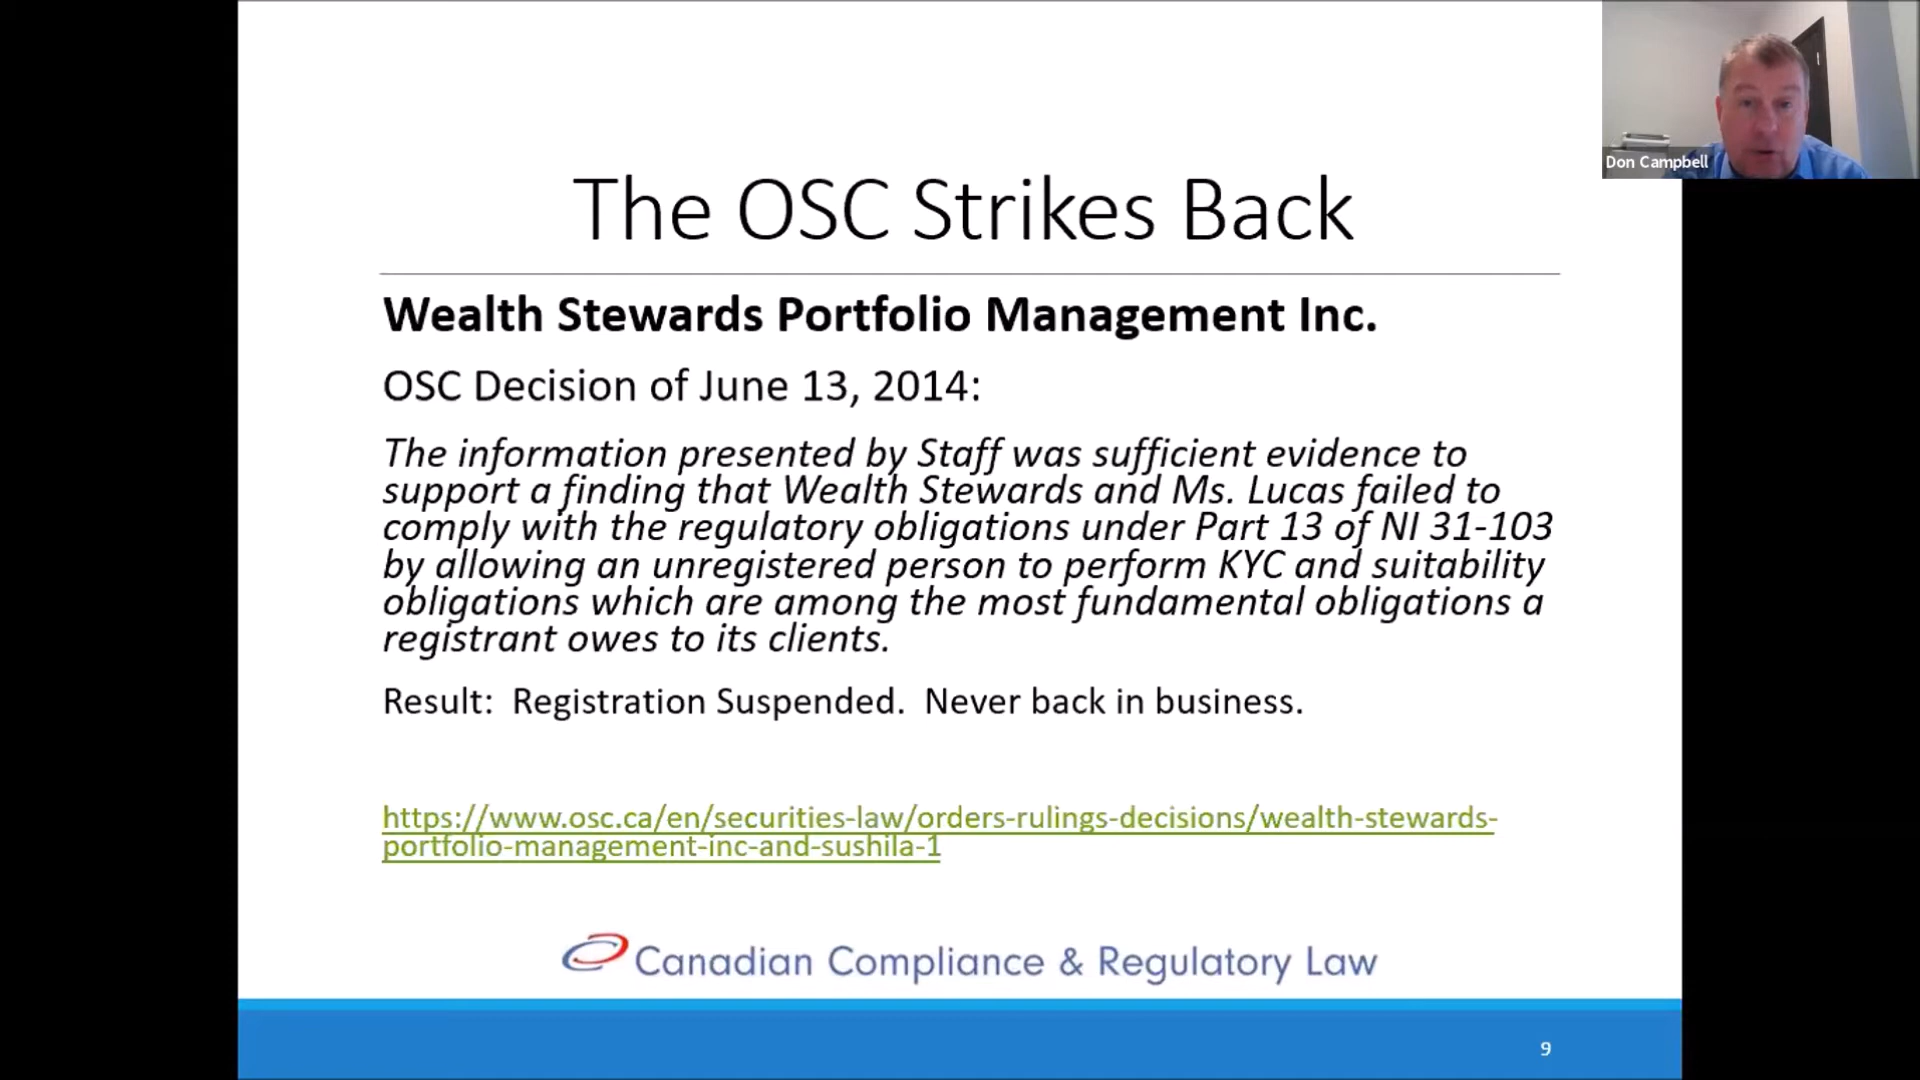 Don Campbell
The OSC Strikes Back
Wealth Stewards Portfolio Management Inc.
OSC Decision of June 13, 2014:
The information presented by Staff was sufficient evidence to
support a finding that Wealth Stewards and Ms. Lucas failed to
comply with the regulatory obligations under Part 13 of NI 31-103
by allowing an unregistered person to perform KYC and suitability
obligations which are among the most fundamental obligations a
registrant owes to its clients.
Result:  Registration Suspended.  Never back in business.
https://www.osc.ca/en/securities-law/orders-rulings-decisions/wealth-stewards-
portfolio-management-inc-and-sushila-1
Canadian Compliance & Regulatory Law
9